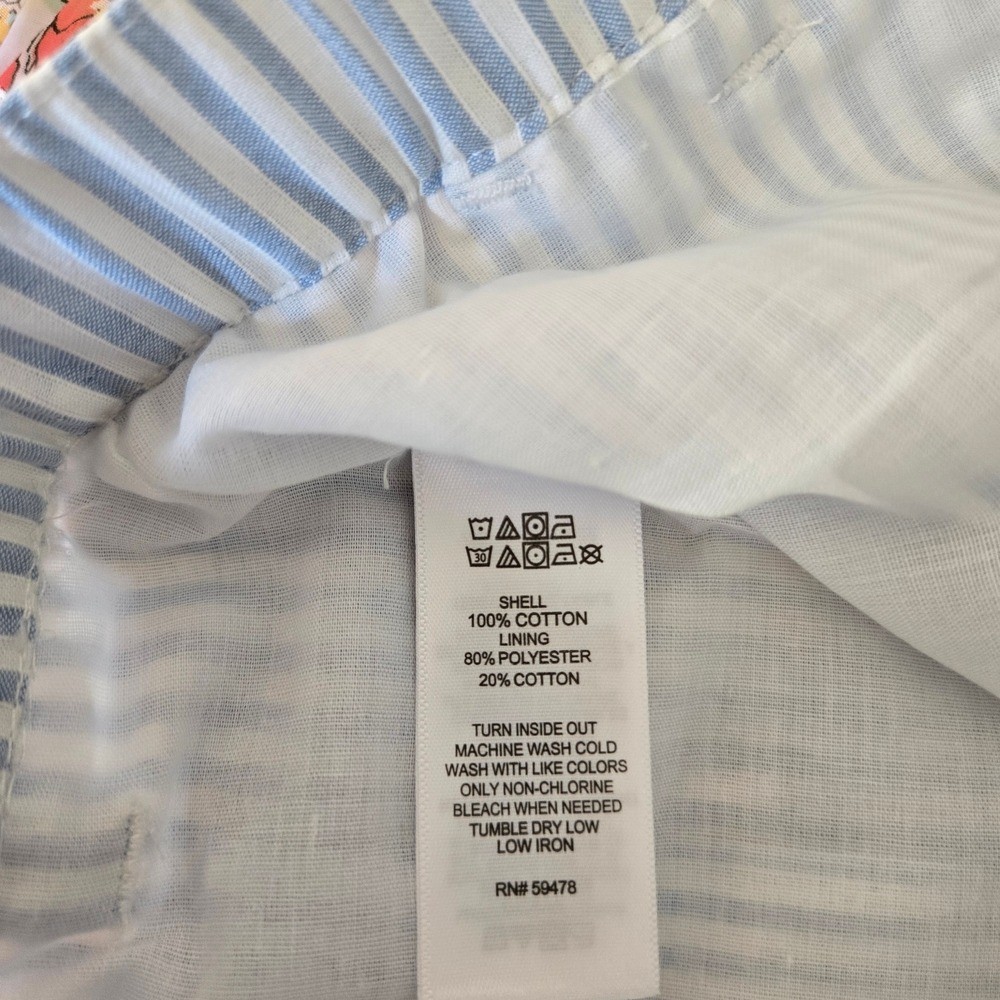 30
SHELL
100% COTTON
LINING
80% POLYESTER
20% COTTON
TURN INSIDE OUT
MACHINE WASH COLD
WASH WITH LIKE COLORS
ONLY NON-CHLORINE
BLEACH WHEN NEEDED
TUMBLE DRY LOW
LOW IRON
RN# 59478